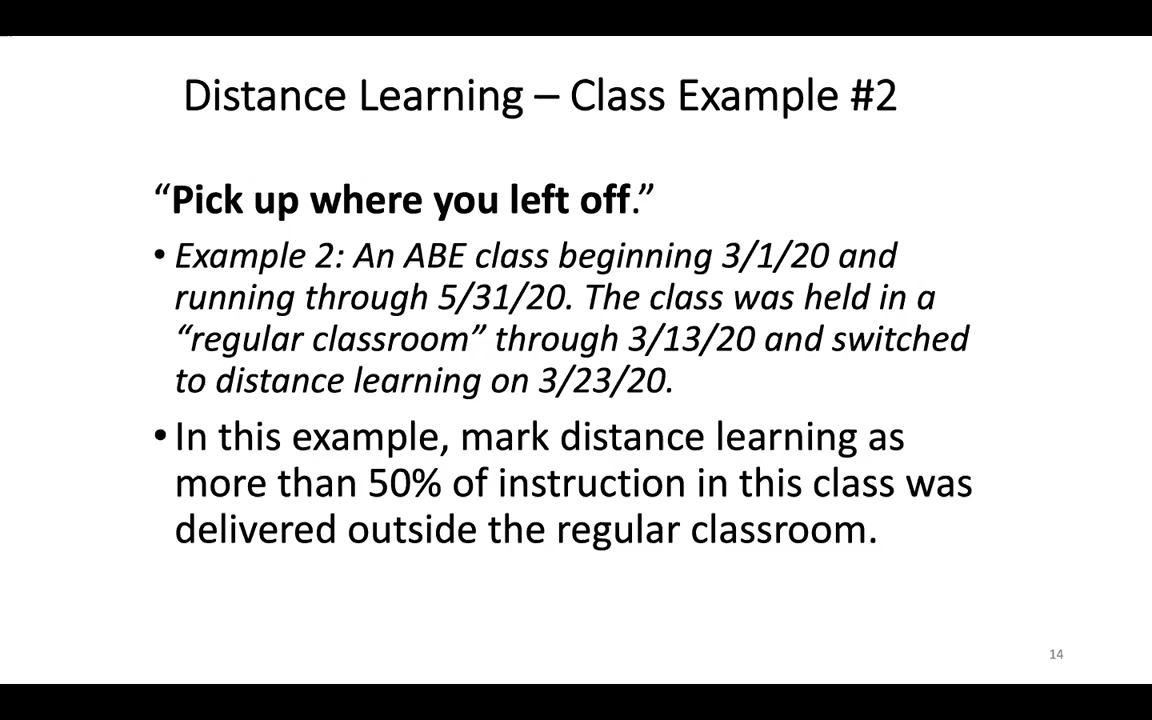 Distance Learning – Class Example #2
“Pick up where you left off.”
• Example 2: An ABE class beginning 3/1/20 and
running through 5/31/20. The class was held in a
“regular classroom” through 3/13/20 and switched
to distance learning on 3/23/20.
• In this example, mark distance learning as
more than 50% of instruction in this class was
delivered outside the regular classroom.
14